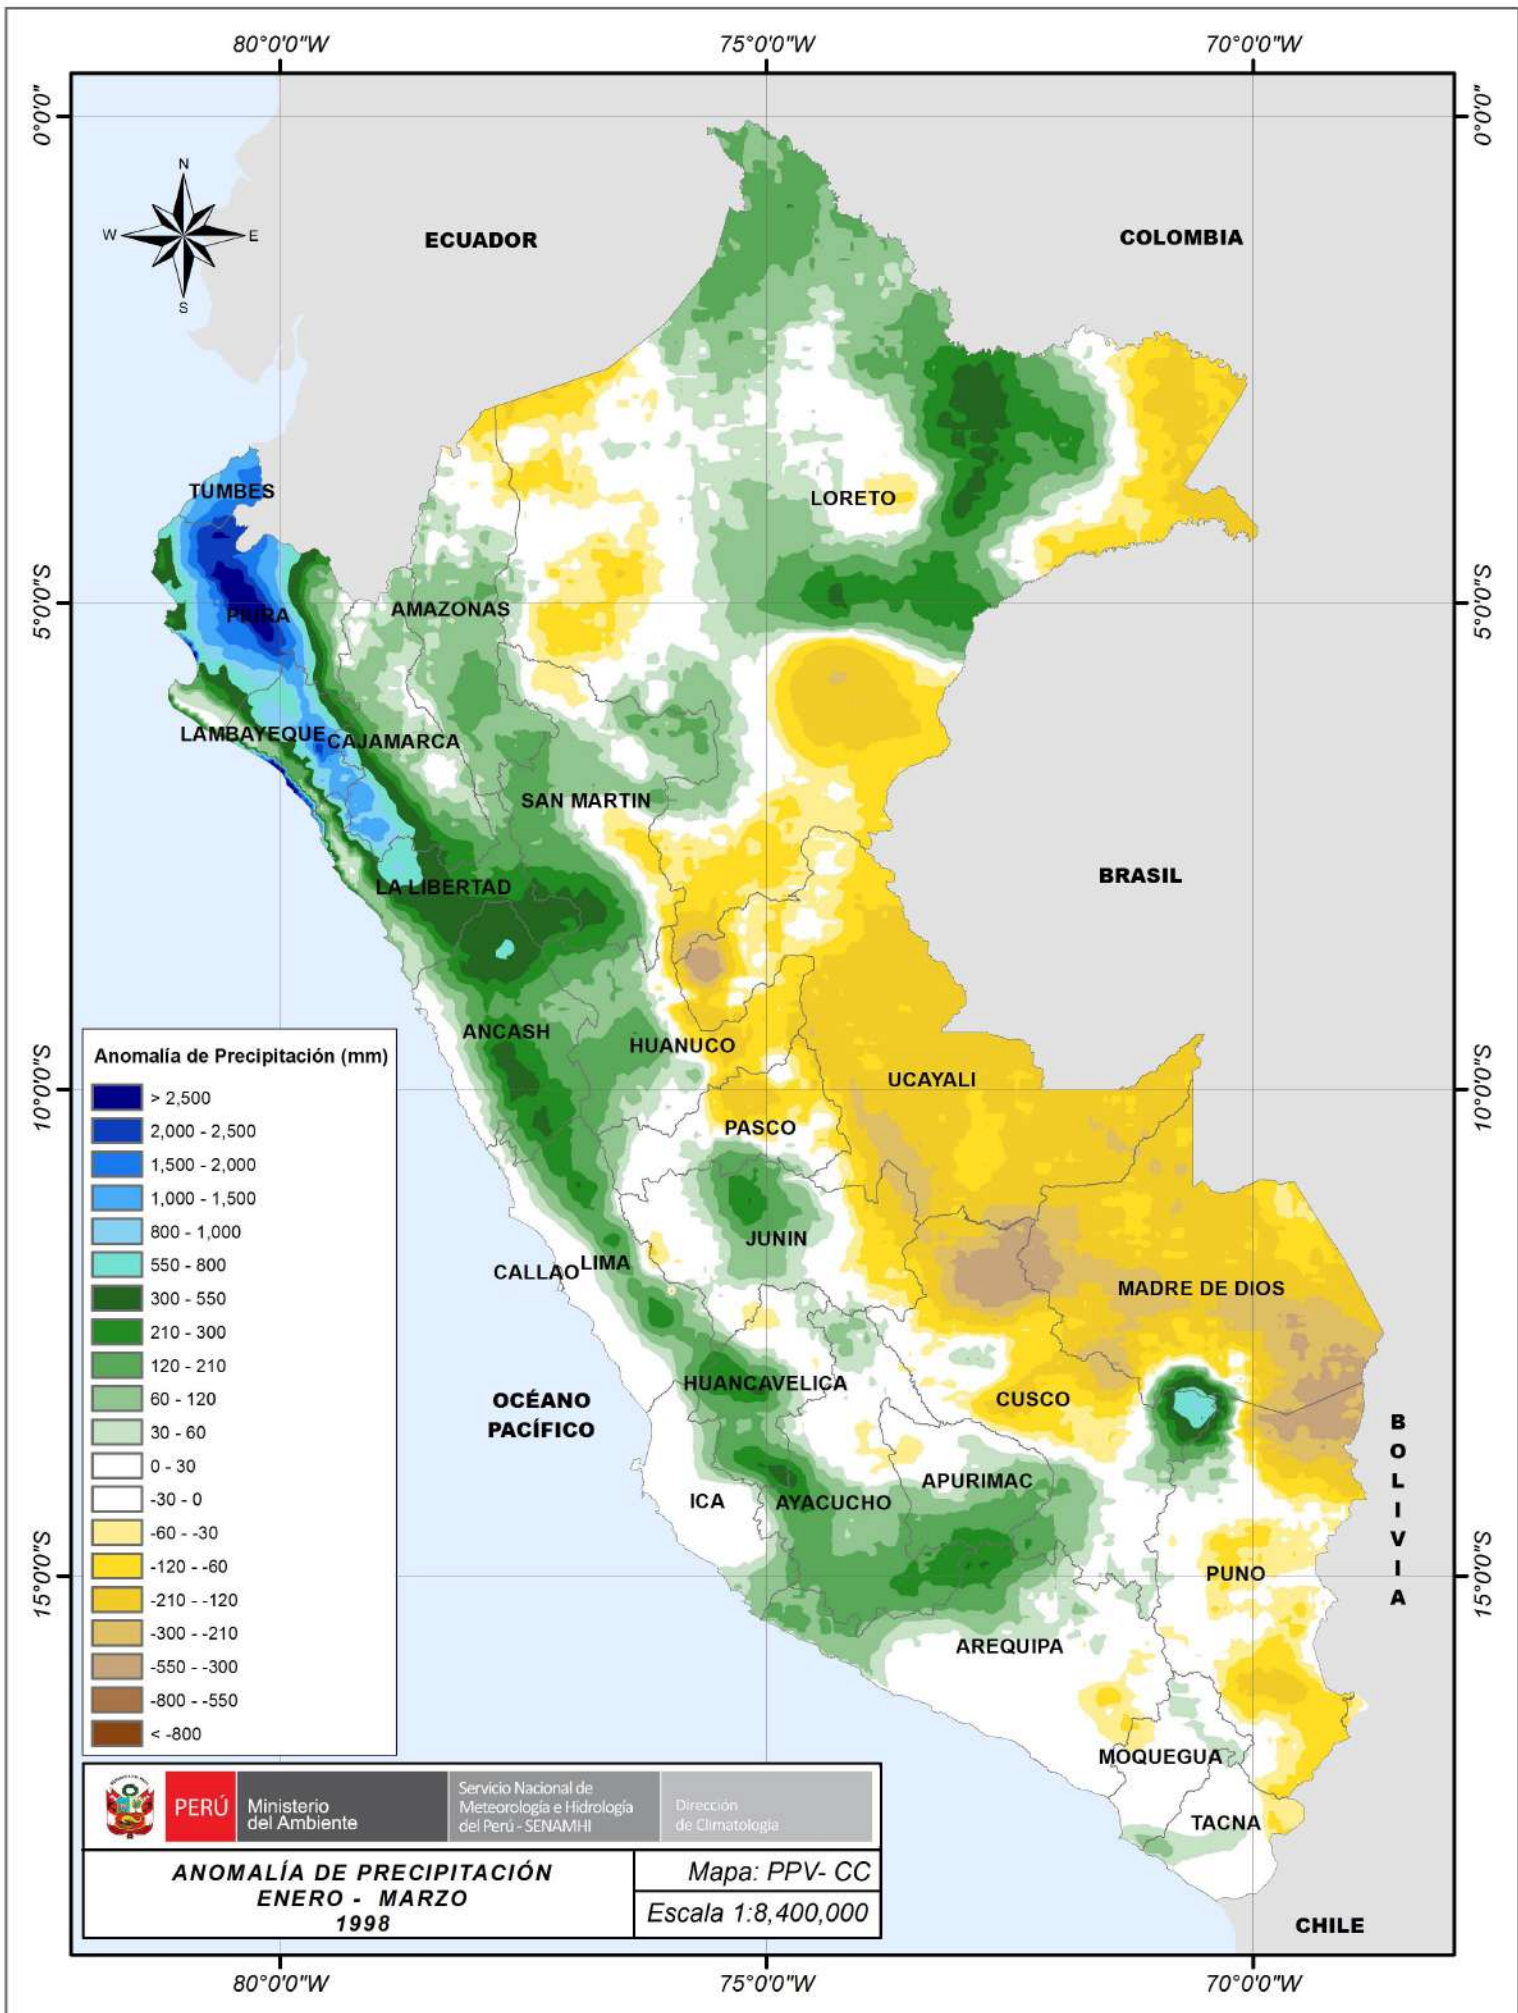 80°0'0"W
75°0'0"W
70°0'0"W
0°0'0"
0°0'0"
N
W
E
S
ECUADOR
COLOMBIA
TUMBES
LORETO
5°0'0"S
5°0'0"S
PIURA
AMAZONAS
LAMBAYEQUE
CAJAMARCA
SAN MARTIN
BRASIL
LA LIBERTAD
ANCASH
HUANUCO
UCAYALI
10°0'0"S
10°0'0"S
PASCO
JUNIN
CALLAO
LIMA
MADRE DE DIOS
HUANCAVELICA
CUSCO
OCÉANO
PACÍFICO
BOLIVIA
APURIMAC
ICA
AYACUCHO
15°0'0"S
15°0'0"S
PUNO
AREQUIPA
MOQUEGUA
TACNA
CHILE
Anomalía de Precipitación (mm)
> 2,500
2,000 - 2,500
1,500 - 2,000
1,000 - 1,500
800 - 1,000
550 - 800
300 - 550
210 - 300
120 - 210
60 - 120
30 - 60
0 - 30
-30 - 0
-60 - -30
-120 - -60
-210 - -120
-300 - -210
-550 - -300
-800 - -550
< -800
PERÚ
Ministerio
del Ambiente
Servicio Nacional de
Meteorología e Hidrología
del Perú - SENAMHI
Dirección
de Climatología
ANOMALÍA DE PRECIPITACIÓN
ENERO - MARZO
1998
Mapa: PPV- CC
Escala 1:8,400,000
80°0'0"W
75°0'0"W
70°0'0"W